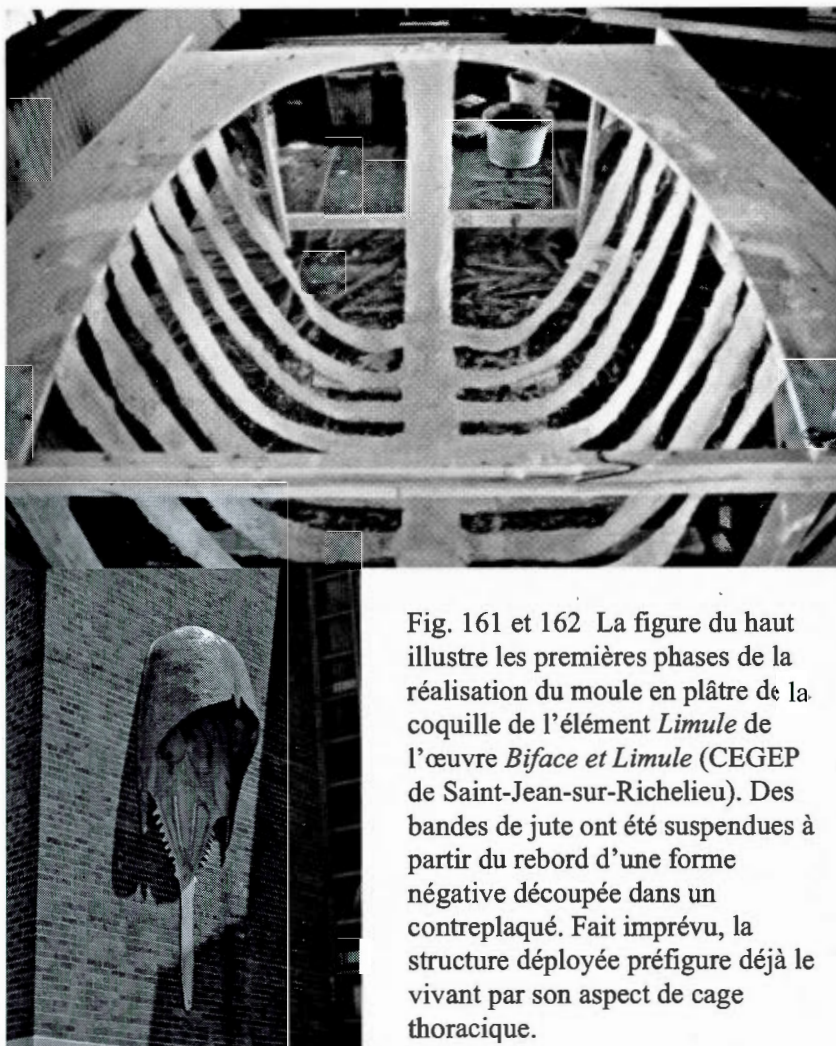 Fig. 161 et 162 La figure du haut
illustre les premières phases de la
réalisation du moule en plâtre de la
coquille de l'élément Limule de
l'œuvre Biface et Limule (CEGEP
de Saint-Jean-sur-Richelieu). Des
bandes de jute ont été suspendues à
partir du rebord d'une forme
négative découpée dans un
contreplaqué. Fait imprévu, la
structure déployée préfigure déjà le
vivant par son aspect de cage
thoracique.